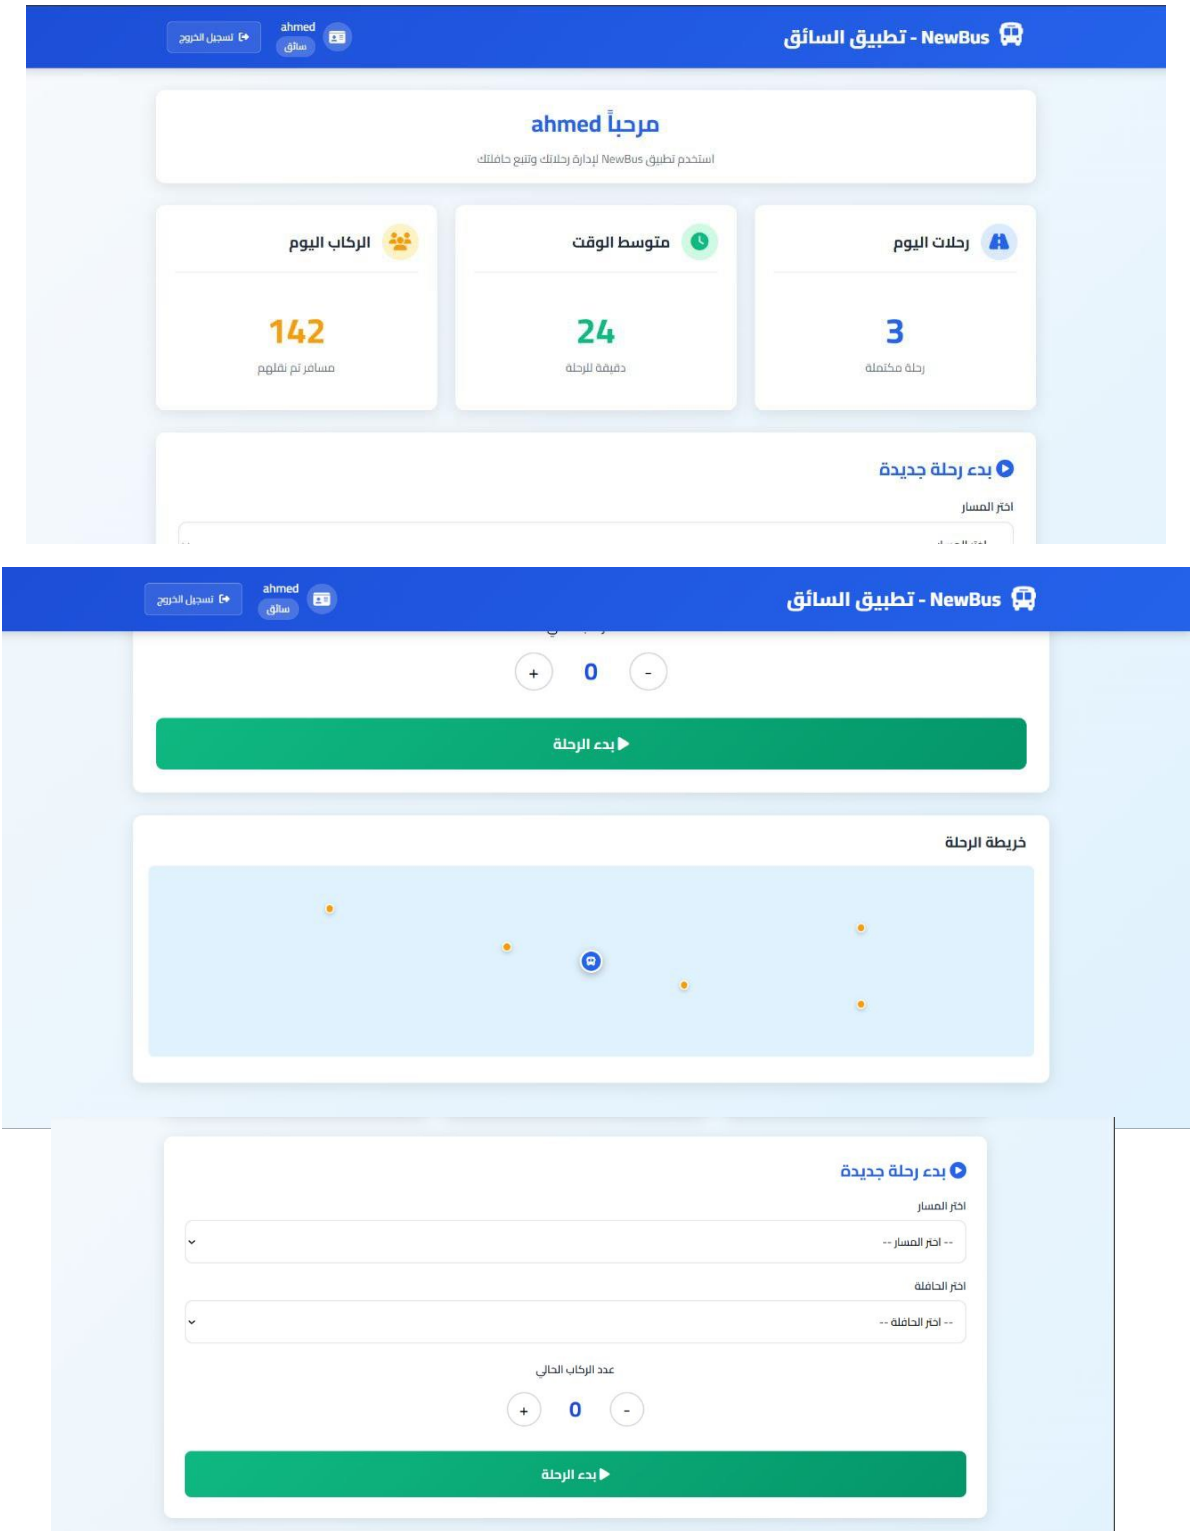 NewBus - تطبيق السائق
ahmed
سائق
تسجيل الخروج
مرحباً ahmed
استخدم تطبيق NewBus لإدارة رحلاتك وتتبع حافلتك
رحلات اليوم
3
رحلة مكتملة
متوسط الوقت
24
دقيقة للرحلة
الركاب اليوم
142
مسافر تم نقلهم
بدء رحلة جديدة
اختر المسار
NewBus - تطبيق السائق
ahmed
سائق
تسجيل الخروج
- 0 +
بدء الرحلة
خريطة الرحلة
بدء رحلة جديدة
اختر المسار
-- اختر المسار --
اختر الحافلة
-- اختر الحافلة --
عدد الركاب الحالي
- 0 +
بدء الرحلة